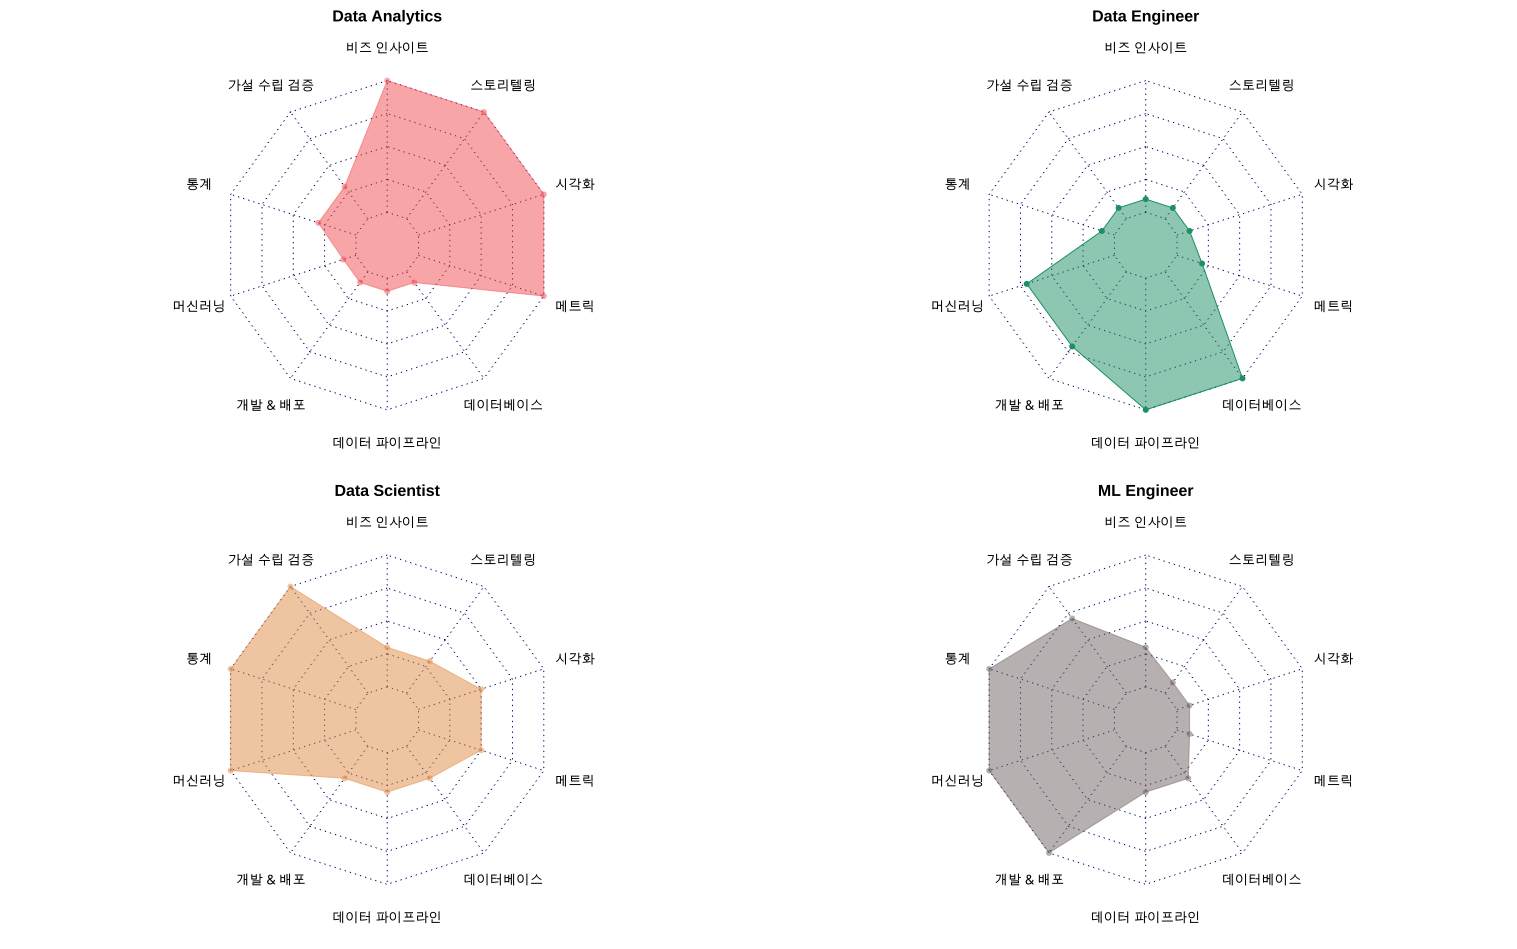 Data Analytics
비즈 인사이트
가설 수립 검증
스토리텔링
통계
시각화
머신러닝
메트릭
개발 & 배포
데이터베이스
데이터 파이프라인
Data Engineer
비즈 인사이트
가설 수립 검증
스토리텔링
통계
시각화
머신러닝
메트릭
개발 & 배포
데이터베이스
데이터 파이프라인
Data Scientist
비즈 인사이트
가설 수립 검증
스토리텔링
통계
시각화
머신러닝
메트릭
개발 & 배포
데이터베이스
데이터 파이프라인
ML Engineer
비즈 인사이트
가설 수립 검증
스토리텔링
통계
시각화
머신러닝
메트릭
개발 & 배포
데이터베이스
데이터 파이프라인